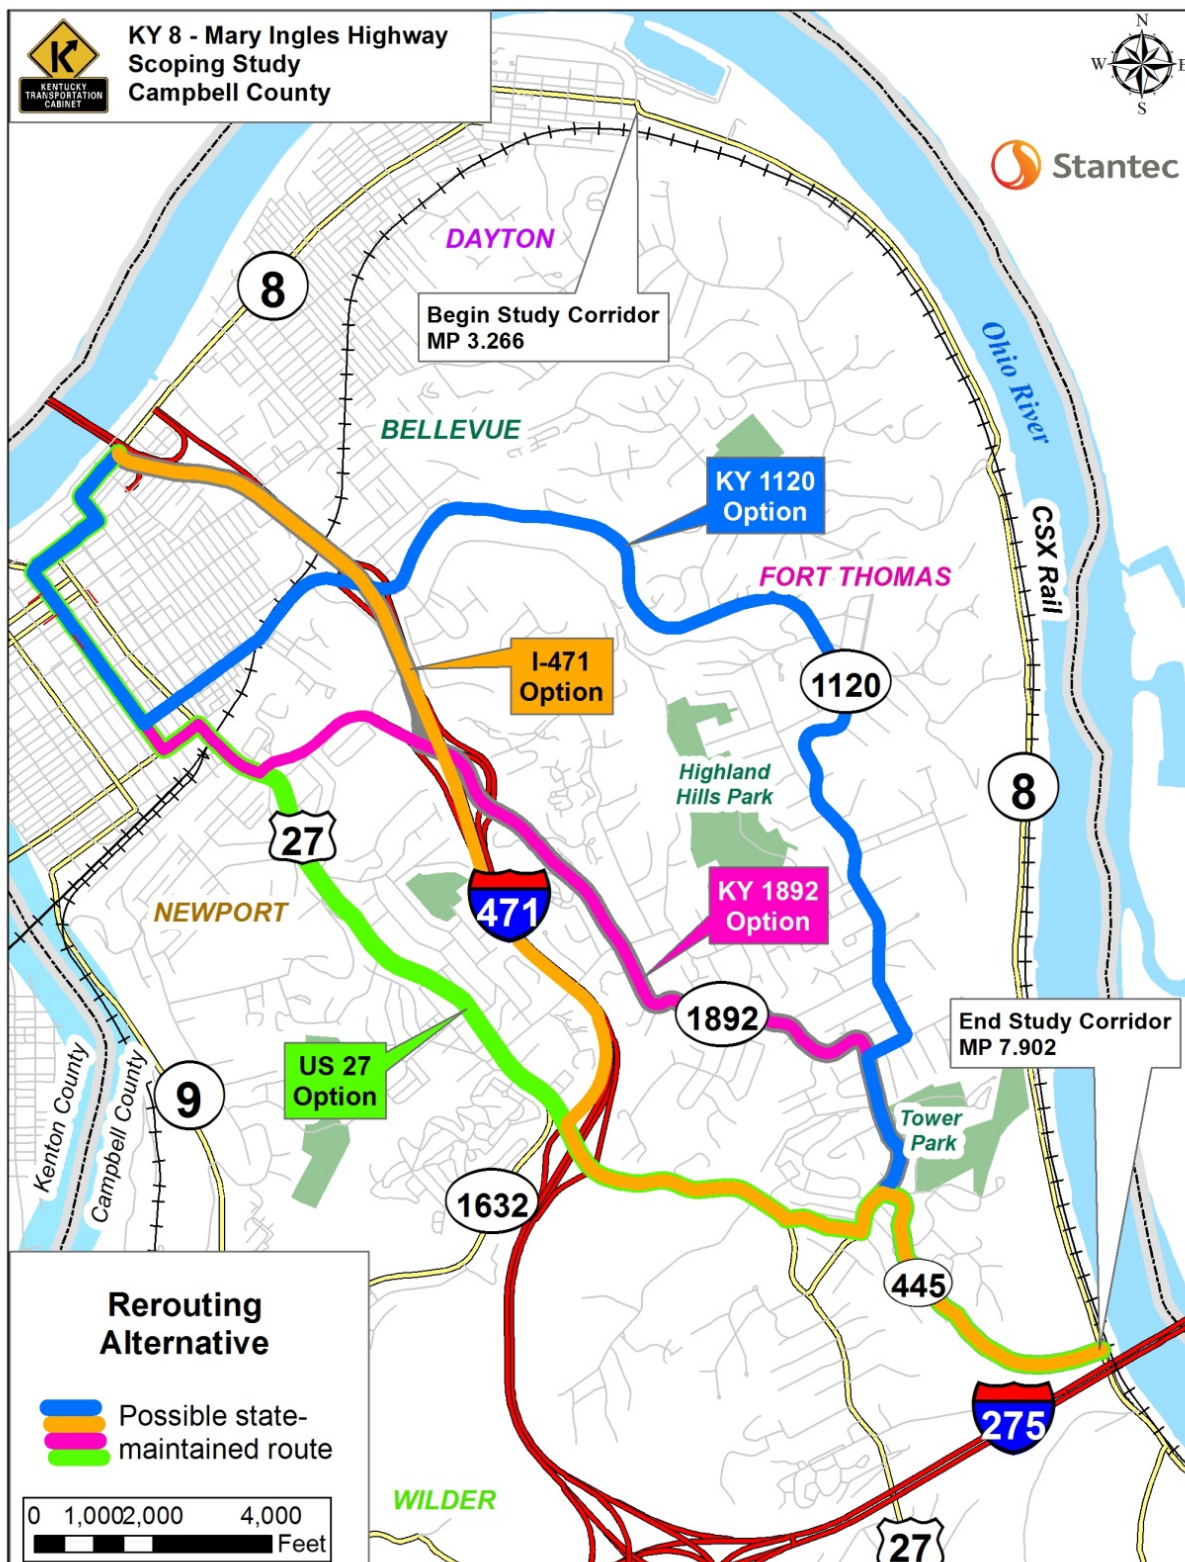 KY 8 - Mary Ingles Highway
Scoping Study
Campbell County
KENTUCKY
TRANSPORTATION
CABINET
N
W
E
S
Stantec
DAYTON
8
Begin Study Corridor
MP 3.266
Ohio River
BELLEVUE
KY 1120
Option
CSX Rail
FORT THOMAS
I-471
Option
1120
Highland
Hills Park
8
27
KY 1892
Option
471
NEWPORT
1892
End Study Corridor
MP 7.902
US 27
Option
9
Kenton County
Campbell County
Tower
Park
1632
445
Rerouting
Alternative
Possible state-
maintained route
275
WILDER
0 1,000 2,000 4,000
Feet
27